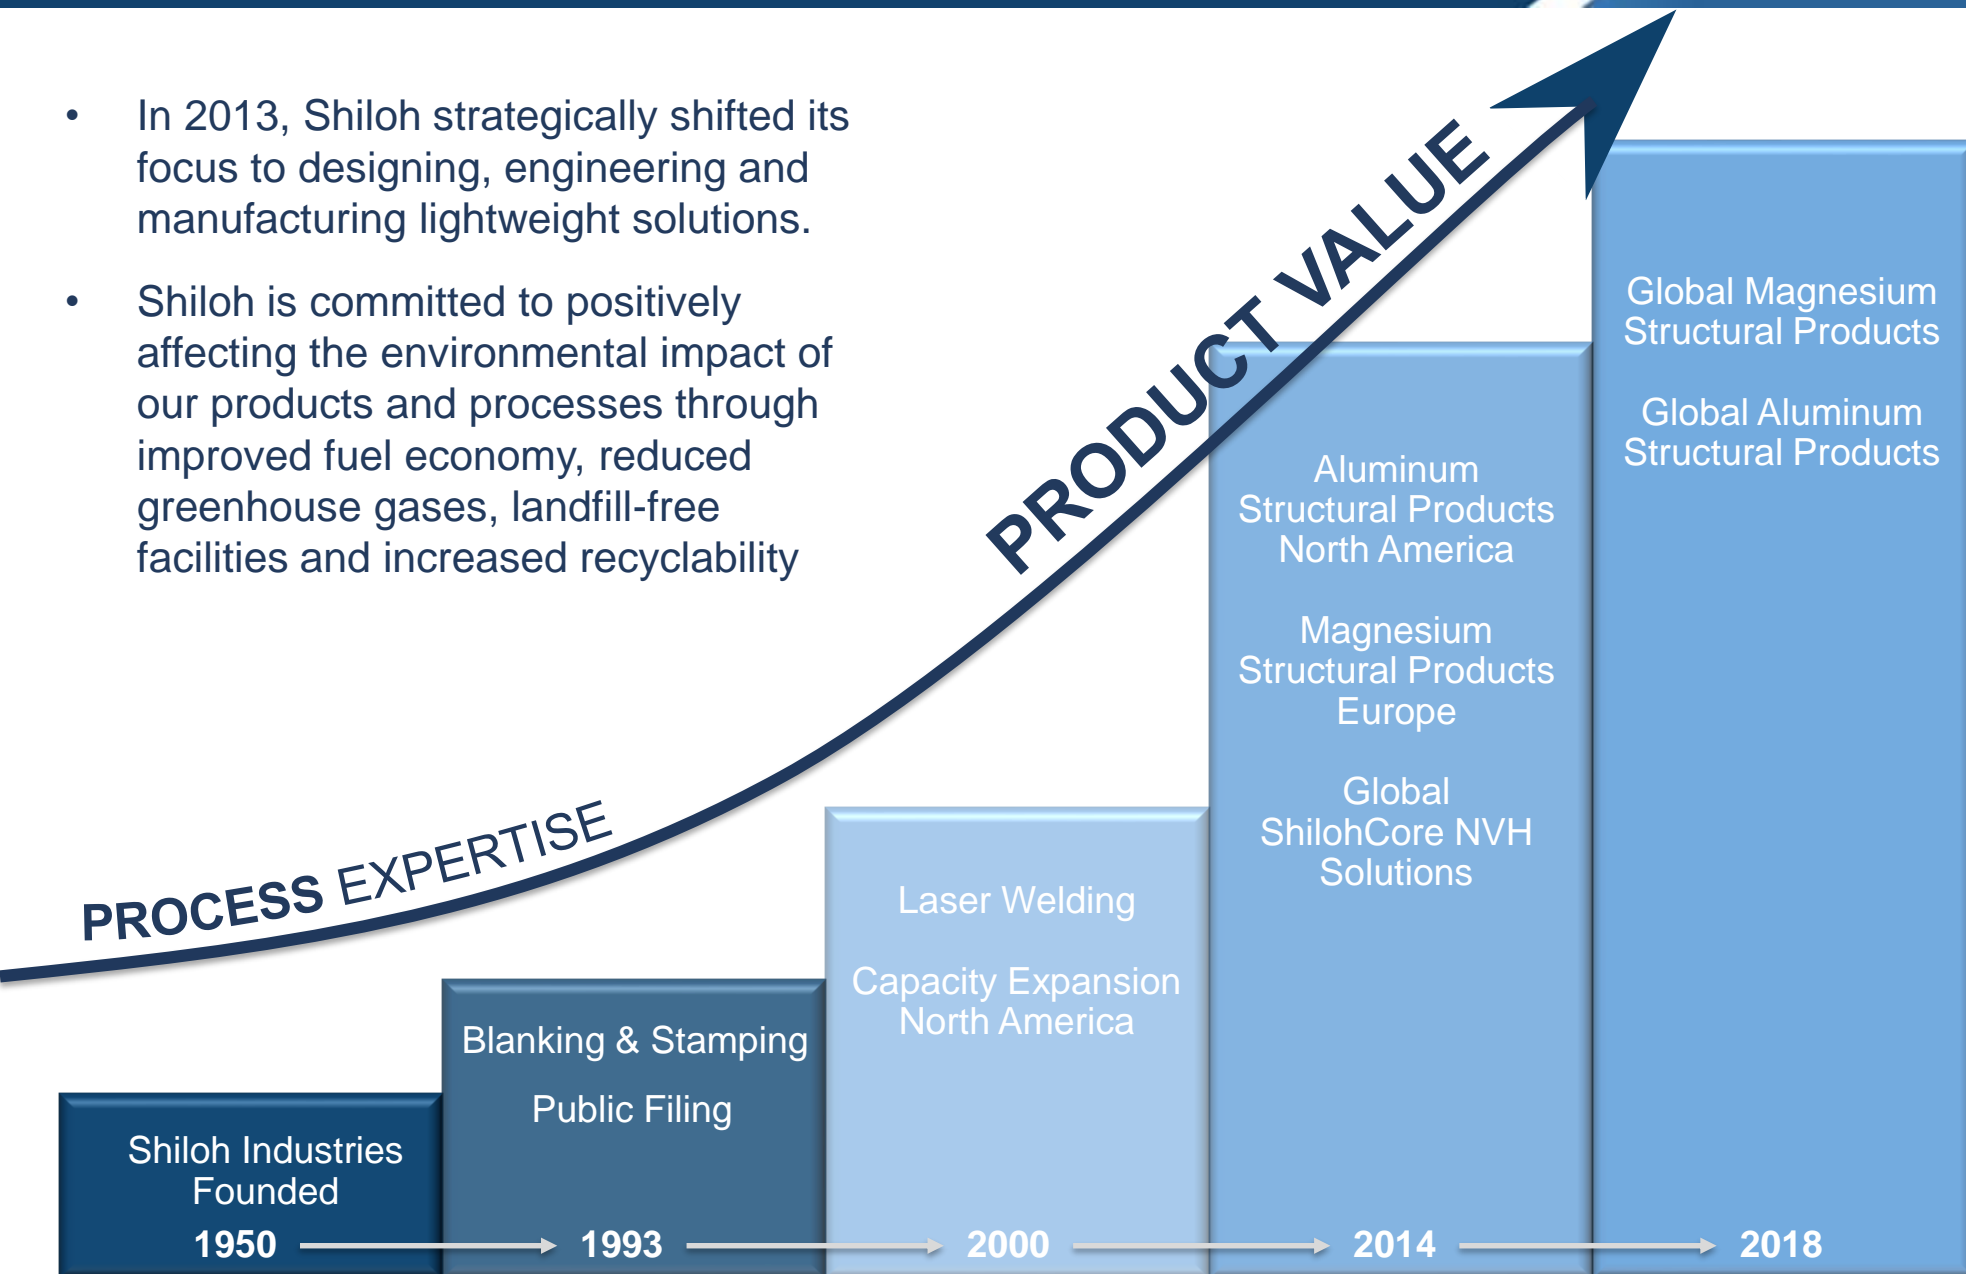 • In 2013, Shiloh strategically shifted its
focus to designing, engineering and
manufacturing lightweight solutions.
• Shiloh is committed to positively
affecting the environmental impact of
our products and processes through
improved fuel economy, reduced
greenhouse gases, landfill-free
facilities and increased recyclability
PROCESS EXPERTISE
PRODUCT VALUE
Shiloh Industries
Founded
1950
Blanking & Stamping
Public Filing
1993
Laser Welding
Capacity Expansion
North America
2000
Aluminum
Structural Products
North America
Magnesium
Structural Products
Europe
Global
ShilohCore NVH
Solutions
2014
Global Magnesium
Structural Products
Global Aluminum
Structural Products
2018